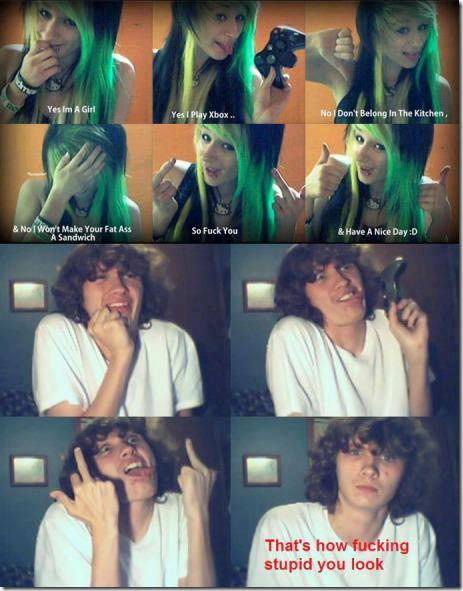 Yes Im A Girl
Yes I Play Xbox ..
No I Don't Belong In The Kitchen ,
& No I Won't Make Your Fat Ass
A Sandwich
So Fuck You
& Have A Nice Day :D
That's how fucking
stupid you look